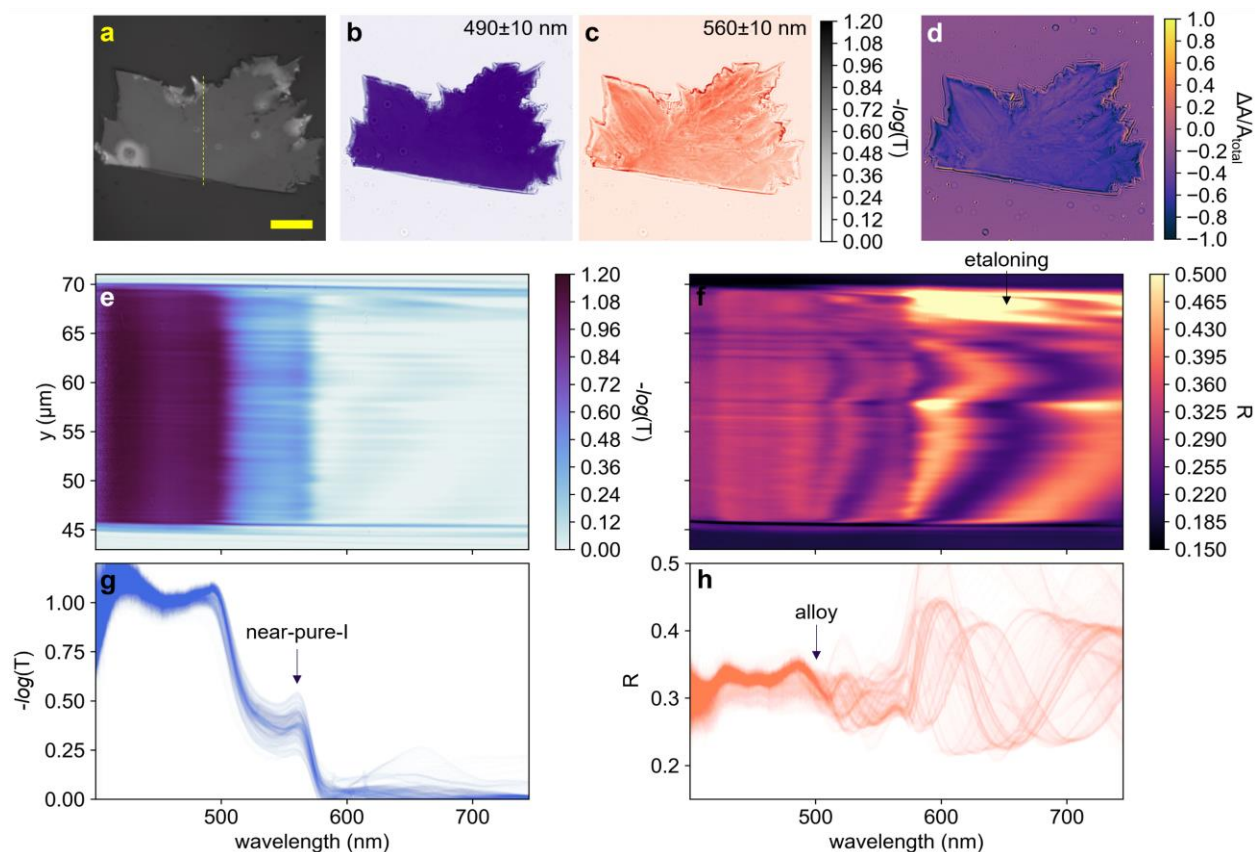 a
b
490±10 nm
c
560±10 nm
1.20
1.08
0.96
0.84
0.72
0.60
0.48
0.36
0.24
0.12
0.00
-log(T)
d
1.0
0.8
0.6
0.4
0.2
0.0
−0.2
−0.4
−0.6
−0.8
−1.0
ΔA/Atotal
e
70
65
60
55
50
45
y (µm)
1.20
1.08
0.96
0.84
0.72
0.60
0.48
0.36
0.24
0.12
0.00
-log(T)
etaloning
f
0.500
0.465
0.430
0.395
0.360
0.325
0.290
0.255
0.220
0.185
0.150
R
g
near-pure-I
1.00
0.75
0.50
0.25
0.00
-log(T)
500
600
700
wavelength (nm)
h
alloy
0.5
0.4
0.3
0.2
R
500
600
700
wavelength (nm)